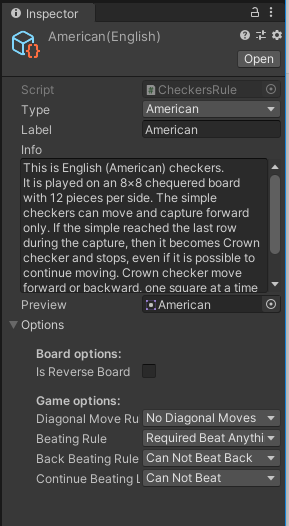 Inspector
American(English)
Open
Script
CheckersRule
Type
American
Label
American
Info
This is English (American) checkers.
It is played on an 8×8 chequered board
with 12 pieces per side. The simple
checkers can move and capture forward
only. If the simple reached the last row
during the capture, then it becomes Crown
checker and stops, even if it is possible to
continue moving. Crown checker move
forward or backward, one square at a time
Preview
American
Options
Board options:
Is Reverse Board
Game options:
Diagonal Move Ru No Diagonal Moves
Beating Rule Required Beat Anythi
Back Beating Rule Can Not Beat Back
Continue Beating L Can Not Beat